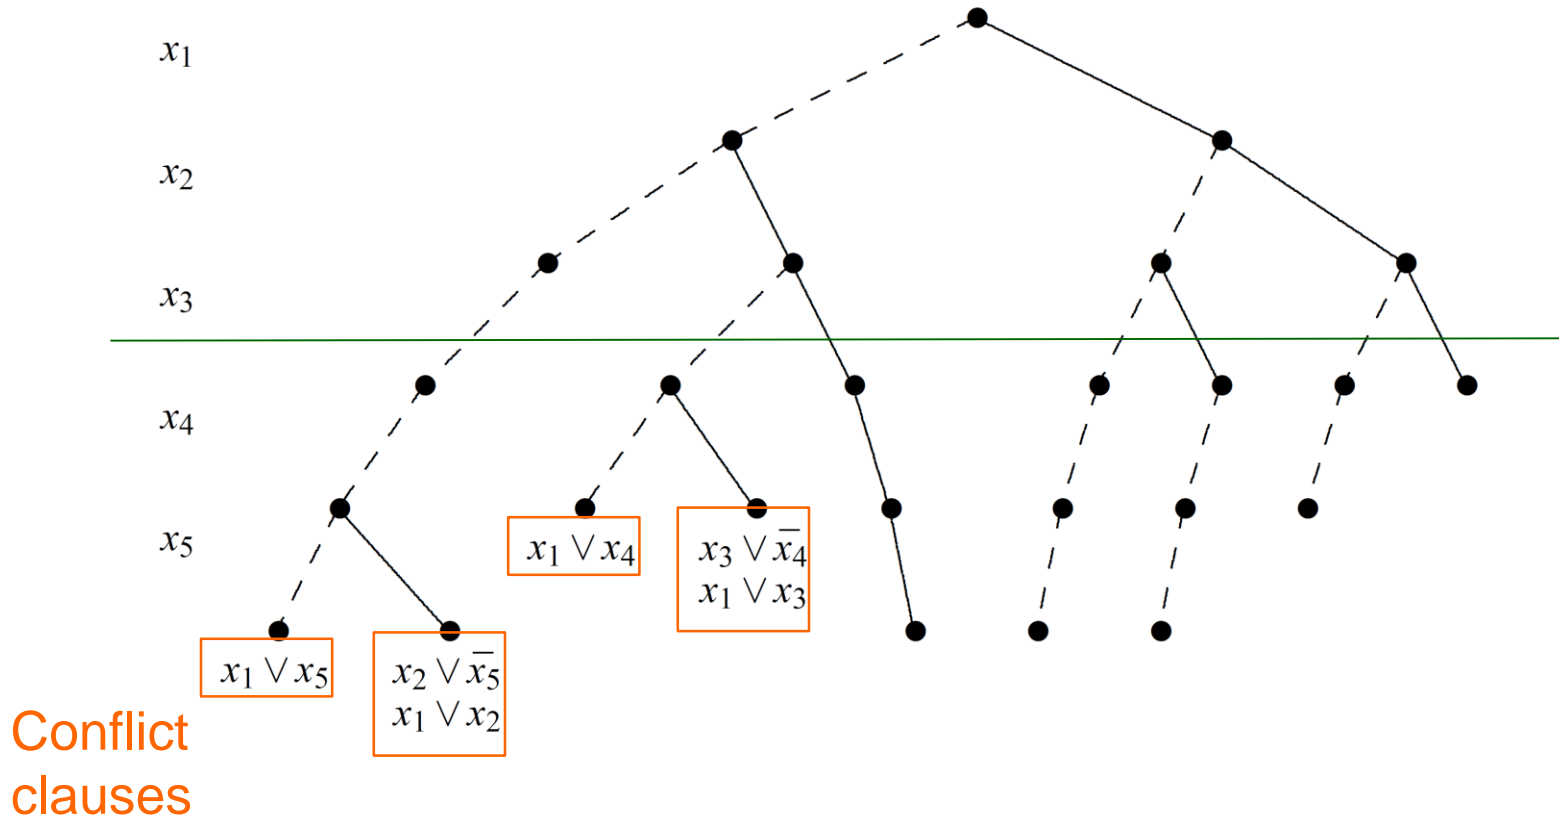 x₁
x₂
x₃
x₄
x₅
x₁ ∨ x₄
x₃ ∨ x̄₄
x₁ ∨ x₃
x₁ ∨ x₅
x₂ ∨ x̄₅
x₁ ∨ x₂
Conflict
clauses